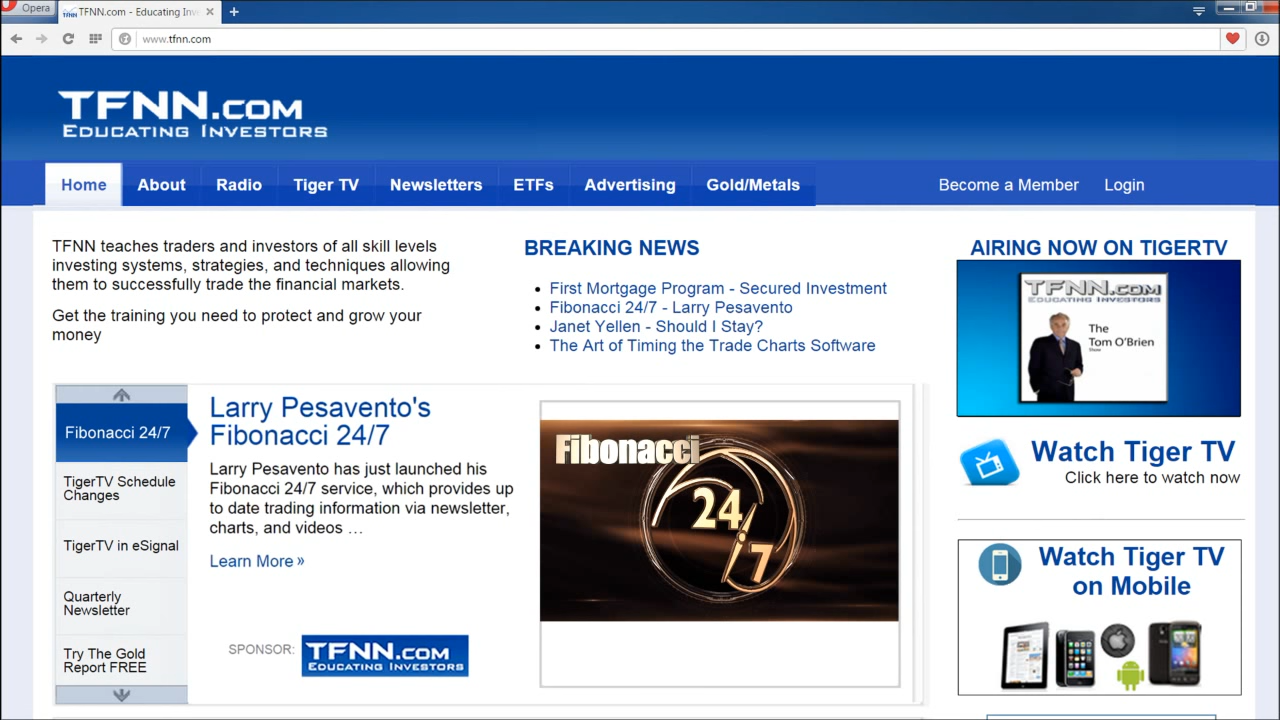 Opera
TFNN.com - Educating Inv
www.tfnn.com
TFNN.COM
EDUCATING INVESTORS
Home
About
Radio
Tiger TV
Newsletters
ETFs
Advertising
Gold/Metals
Become a Member
Login
TFNN teaches traders and investors of all skill levels
investing systems, strategies, and techniques allowing
them to successfully trade the financial markets.
Get the training you need to protect and grow your
money
BREAKING NEWS
First Mortgage Program - Secured Investment
Fibonacci 24/7 - Larry Pesavento
Janet Yellen - Should I Stay?
The Art of Timing the Trade Charts Software
AIRING NOW ON TIGERTV
TFNN.COM
EDUCATING INVESTORS
The
Tom O'Brien
Show
Watch Tiger TV
Click here to watch now
Fibonacci 24/7
TigerTV Schedule
Changes
TigerTV in eSignal
Quarterly
Newsletter
Try The Gold
Report FREE
Larry Pesavento's
Fibonacci 24/7
Larry Pesavento has just launched his
Fibonacci 24/7 service, which provides up
to date trading information via newsletter,
charts, and videos …
Learn More »
SPONSOR:
TFNN.COM
EDUCATING INVESTORS
Fibonacci
24/7
Watch Tiger TV
on Mobile